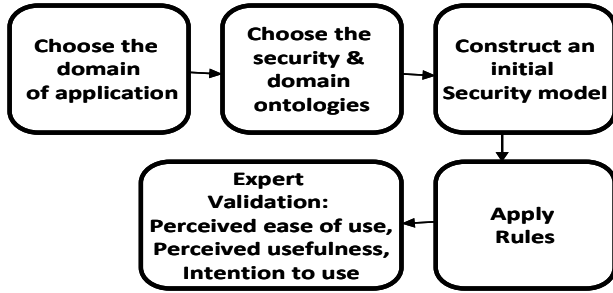 Choose the
domain
of application
Choose the
security &
domain
ontologies
Construct an
initial
Security model
Apply
Rules
Expert
Validation:
Perceived ease of use,
Perceived usefulness,
Intention to use